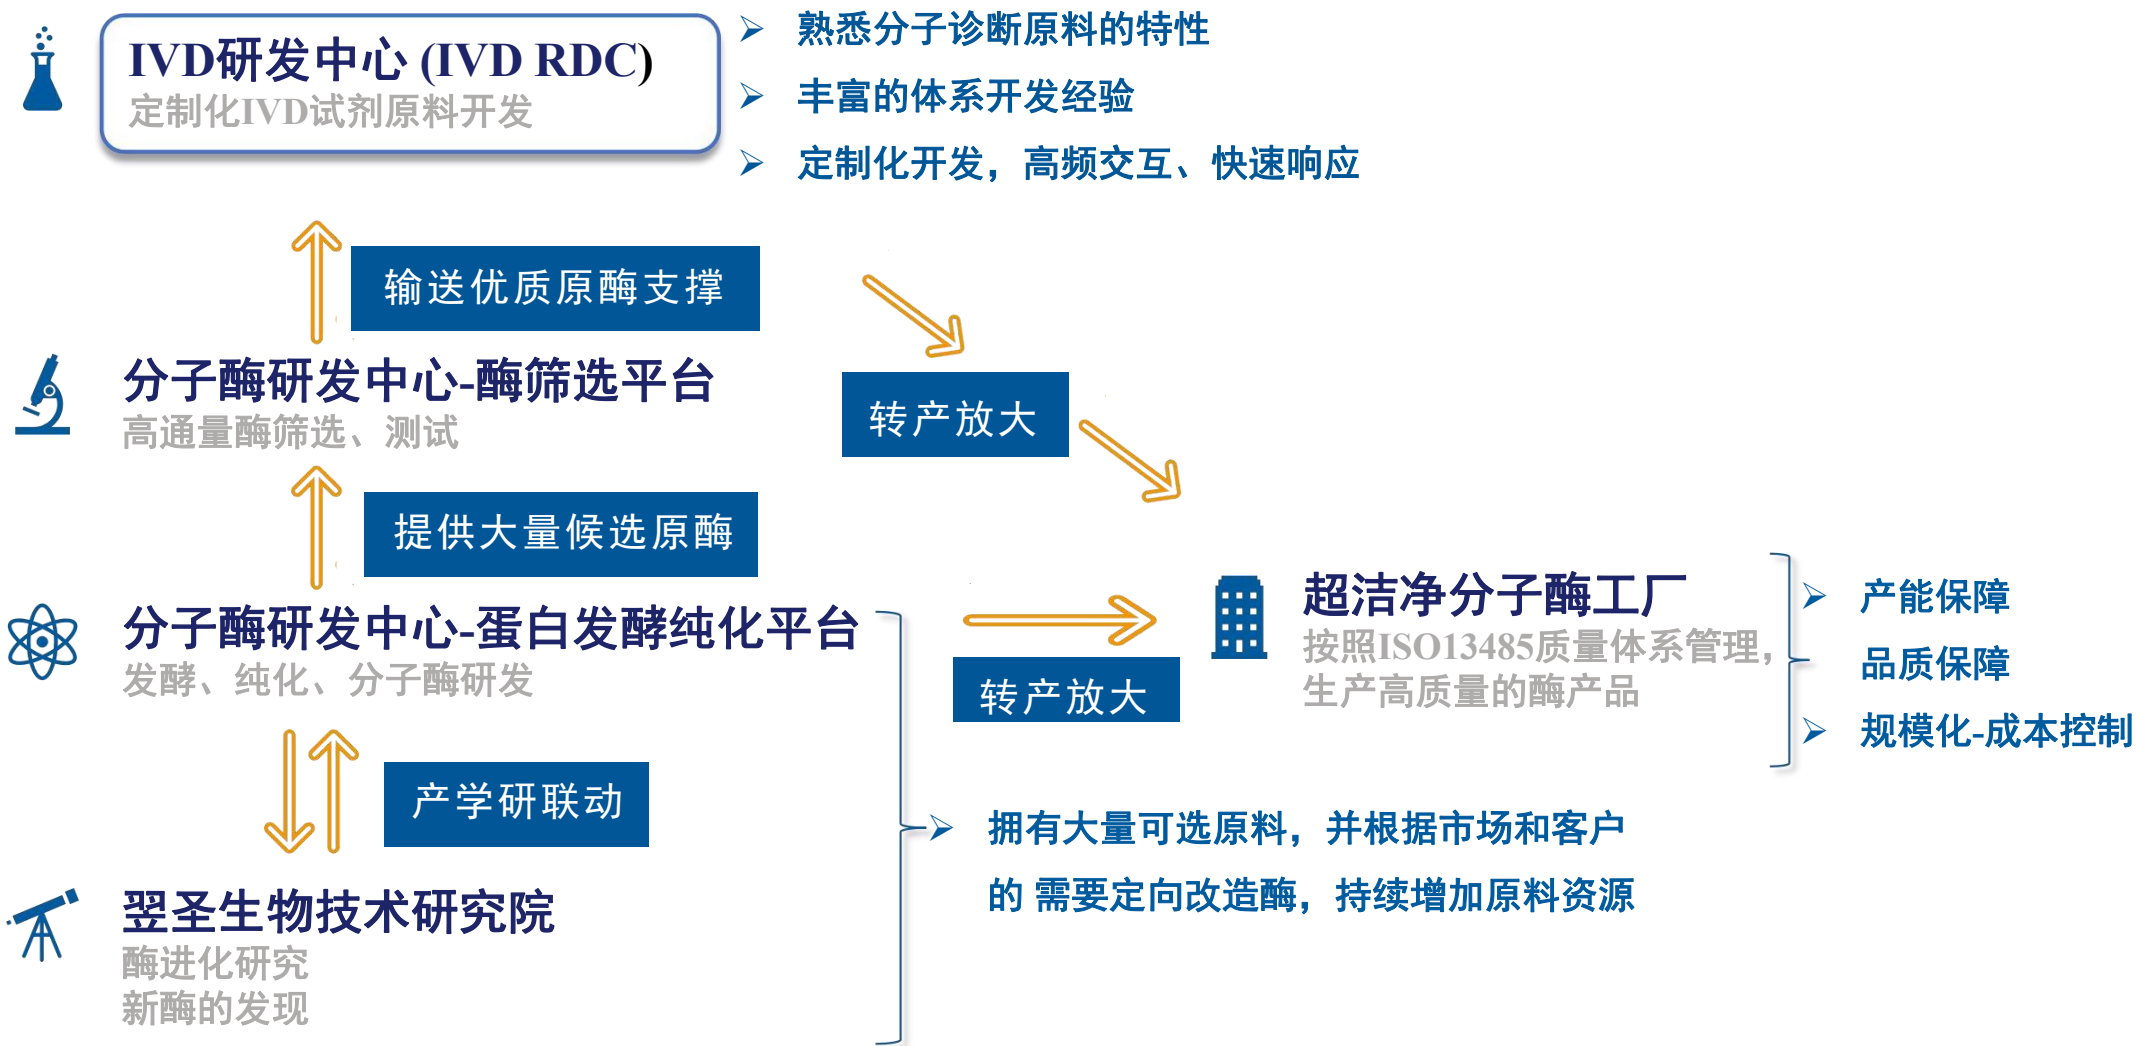 IVD研发中心 (IVD RDC)
定制化IVD试剂原料开发
熟悉分子诊断原料的特性
丰富的体系开发经验
定制化开发，高频交互、快速响应
输送优质原酶支撑
分子酶研发中心-酶筛选平台
高通量酶筛选、测试
转产放大
提供大量候选原酶
分子酶研发中心-蛋白发酵纯化平台
发酵、纯化、分子酶研发
转产放大
超洁净分子酶工厂
按照ISO13485质量体系管理，
生产高质量的酶产品
产能保障
品质保障
规模化-成本控制
产学研联动
拥有大量可选原料，并根据市场和客户
的 需要定向改造酶，持续增加原料资源
翌圣生物技术研究院
酶进化研究
新酶的发现